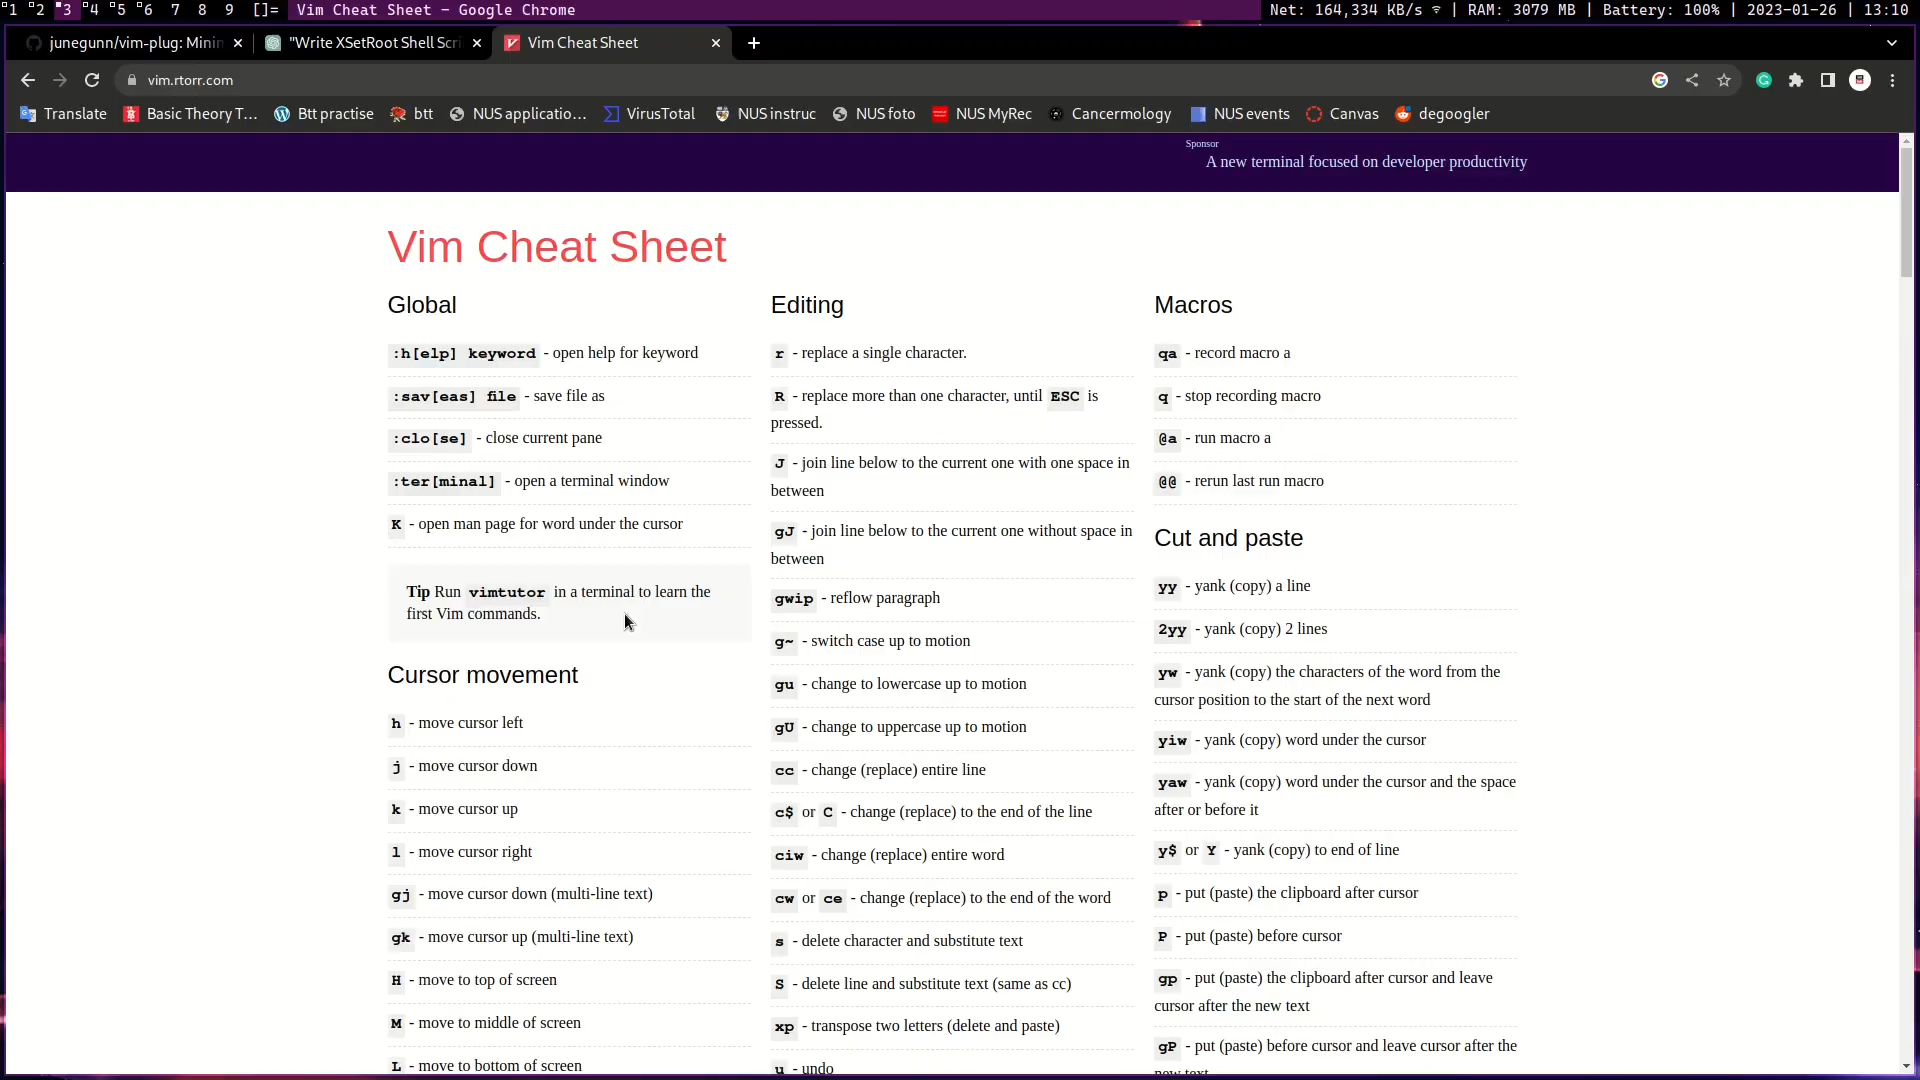 1 2 3 4 5 6 7 8 9 []= Vim Cheat Sheet - Google Chrome Net: 164,334 KB/s | RAM: 3079 MB | Battery: 100% | 2023-01-26 | 13:10
junegunn/vim-plug: Minin "Write XSetRoot Shell Scri Vim Cheat Sheet
vim.rtorr.com
Translate Basic Theory T... Btt practise btt NUS applicatio... VirusTotal NUS instruc NUS foto NUS MyRec Cancermology NUS events Canvas degoogler
Sponsor
A new terminal focused on developer productivity
Vim Cheat Sheet
Global
:h[elp] keyword - open help for keyword
:sav[eas] file - save file as
:clo[se] - close current pane
:ter[minal] - open a terminal window
K - open man page for word under the cursor
Tip Run vimtutor in a terminal to learn the
first Vim commands.
Cursor movement
h - move cursor left
j - move cursor down
k - move cursor up
l - move cursor right
gj - move cursor down (multi-line text)
gk - move cursor up (multi-line text)
H - move to top of screen
M - move to middle of screen
L - move to bottom of screen
Editing
r - replace a single character.
R - replace more than one character, until ESC is
pressed.
J - join line below to the current one with one space in
between
gJ - join line below to the current one without space in
between
gwip - reflow paragraph
g~ - switch case up to motion
gu - change to lowercase up to motion
gU - change to uppercase up to motion
cc - change (replace) entire line
c$ or C - change (replace) to the end of the line
ciw - change (replace) entire word
cw or ce - change (replace) to the end of the word
s - delete character and substitute text
S - delete line and substitute text (same as cc)
xp - transpose two letters (delete and paste)
u - undo
Macros
qa - record macro a
q - stop recording macro
@a - run macro a
@@ - rerun last run macro
Cut and paste
yy - yank (copy) a line
2yy - yank (copy) 2 lines
yw - yank (copy) the characters of the word from the
cursor position to the start of the next word
yiw - yank (copy) word under the cursor
yaw - yank (copy) word under the cursor and the space
after or before it
y$ or Y - yank (copy) to end of line
p - put (paste) the clipboard after cursor
P - put (paste) before cursor
gp - put (paste) the clipboard after cursor and leave
cursor after the new text
gP - put (paste) before cursor and leave cursor after the
new text